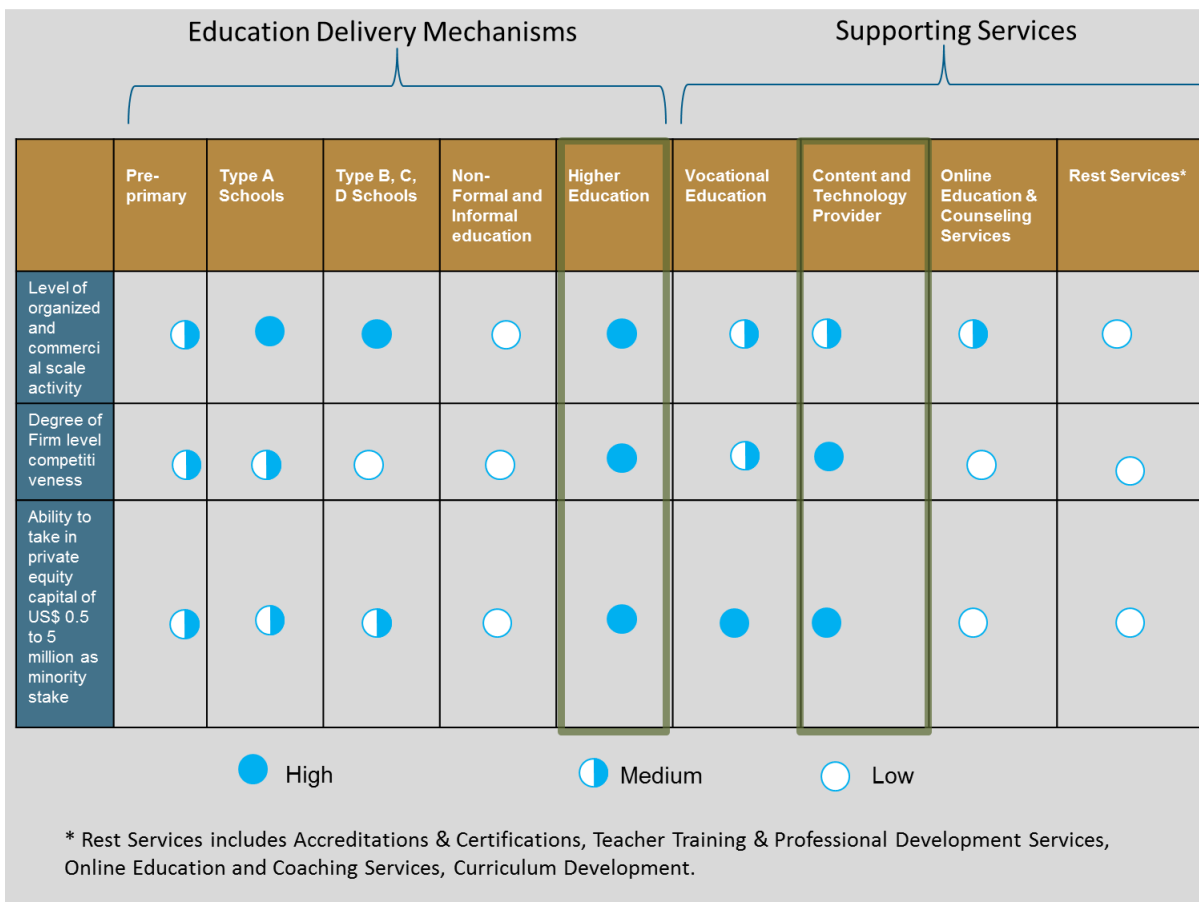 Education Delivery Mechanisms
Supporting Services
Pre-
primary
Type A
Schools
Type B, C,
D Schools
Non-
Formal and
Informal
education
Higher
Education
Vocational
Education
Content and
Technology
Provider
Online
Education &
Counseling
Services
Rest Services*
Level of
organized
and
commerci
al scale
activity
Degree of
Firm level
competiti
veness
Ability to
take in
private
equity
capital of
US$ 0.5
to 5
million as
minority
stake
High
Medium
Low
* Rest Services includes Accreditations & Certifications, Teacher Training & Professional Development Services,
Online Education and Coaching Services, Curriculum Development.